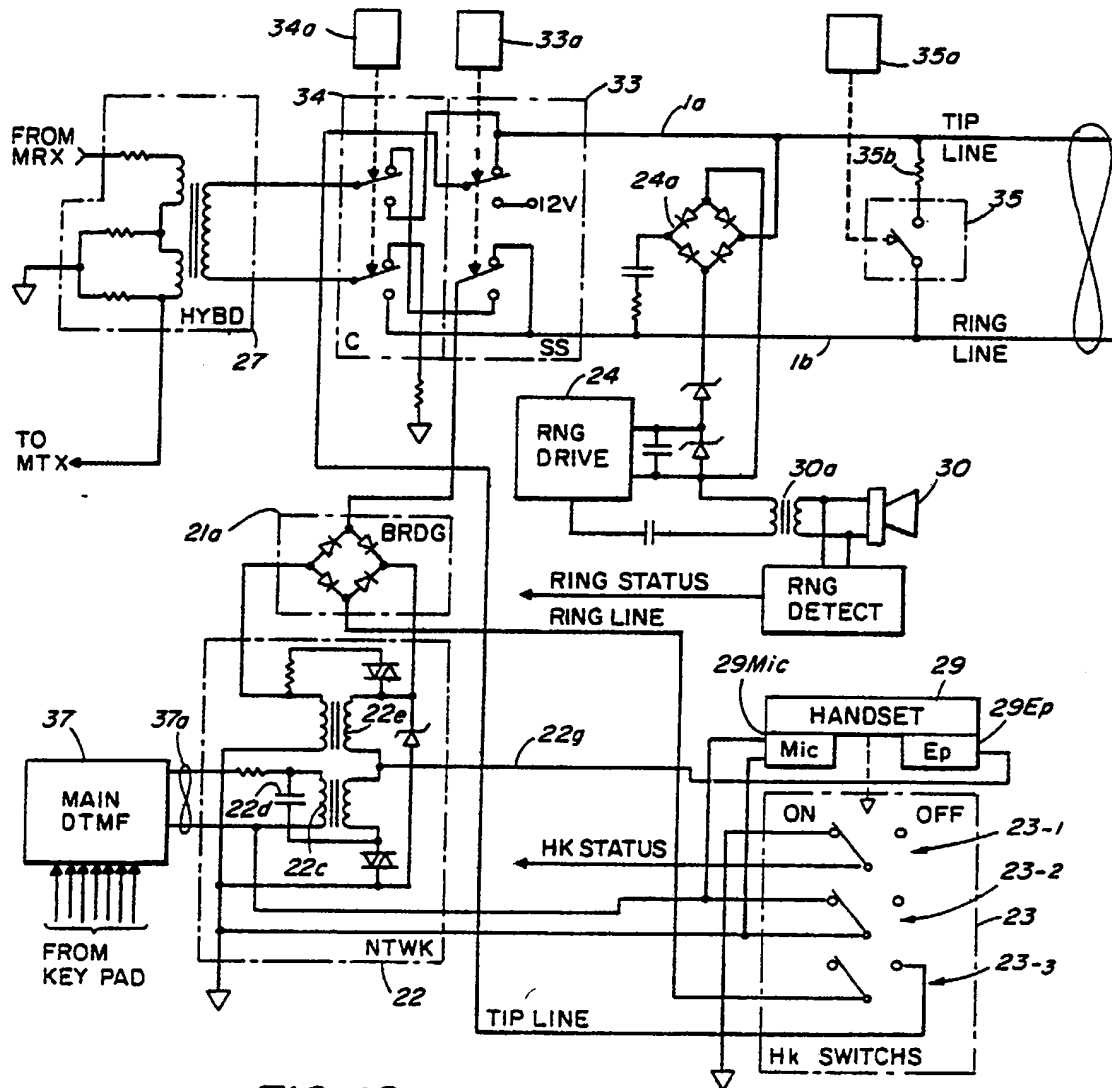 34a
33a
35a
34
33
1a
FROM
MRX
TIP
LINE
35b
24a
12V
35
HYBD
C
SS
RING
LINE
27
1b
24
TO
MTX
RNG
DRIVE
30a
30
21a
BRDG
RING STATUS
RING LINE
RNG
DETECT
29Mic
29
HANDSET
29Ep
37
37a
22e
22g
Mic
Ep
MAIN
DTMF
22d
22c
ON
OFF
23-1
HK STATUS
23-2
23
FROM
KEY PAD
NTWK
23-3
22
TIP LINE
Hk SWITCHS